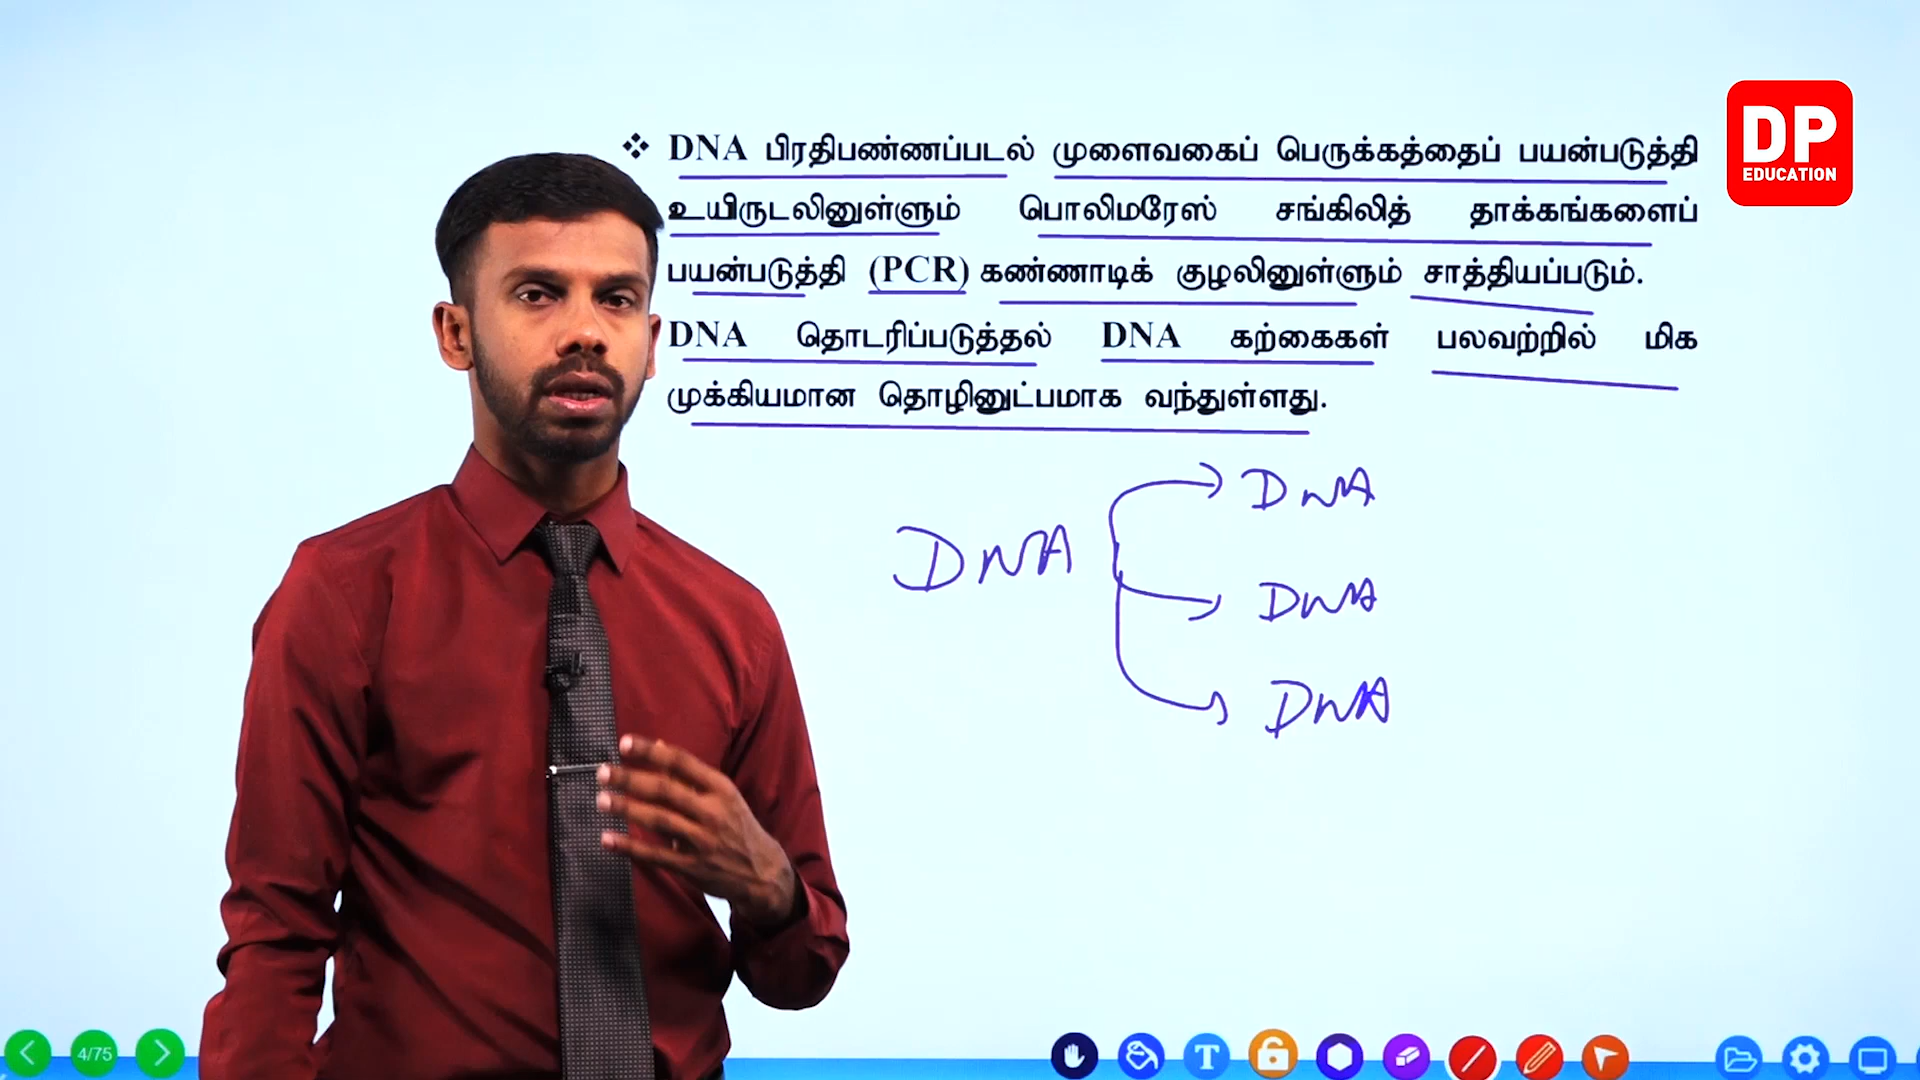 ❖ DNA பிரதிபண்ணப்படல் முளைவகைப் பெருக்கத்தைப் பயன்படுத்தி
உயிருடலினுள்ளும் பொலிமரேஸ் சங்கிலித் தாக்கங்களைப்
பயன்படுத்தி (PCR) கண்ணாடிக் குழலினுள்ளும் சாத்தியப்படும்.
DNA தொடரிப்படுத்தல் DNA கற்கைகள் பலவற்றில் மிக
முக்கியமான தொழினுட்பமாக வந்துள்ளது.
DP
EDUCATION
DNA
DNA
DNA
DNA
4/75
T